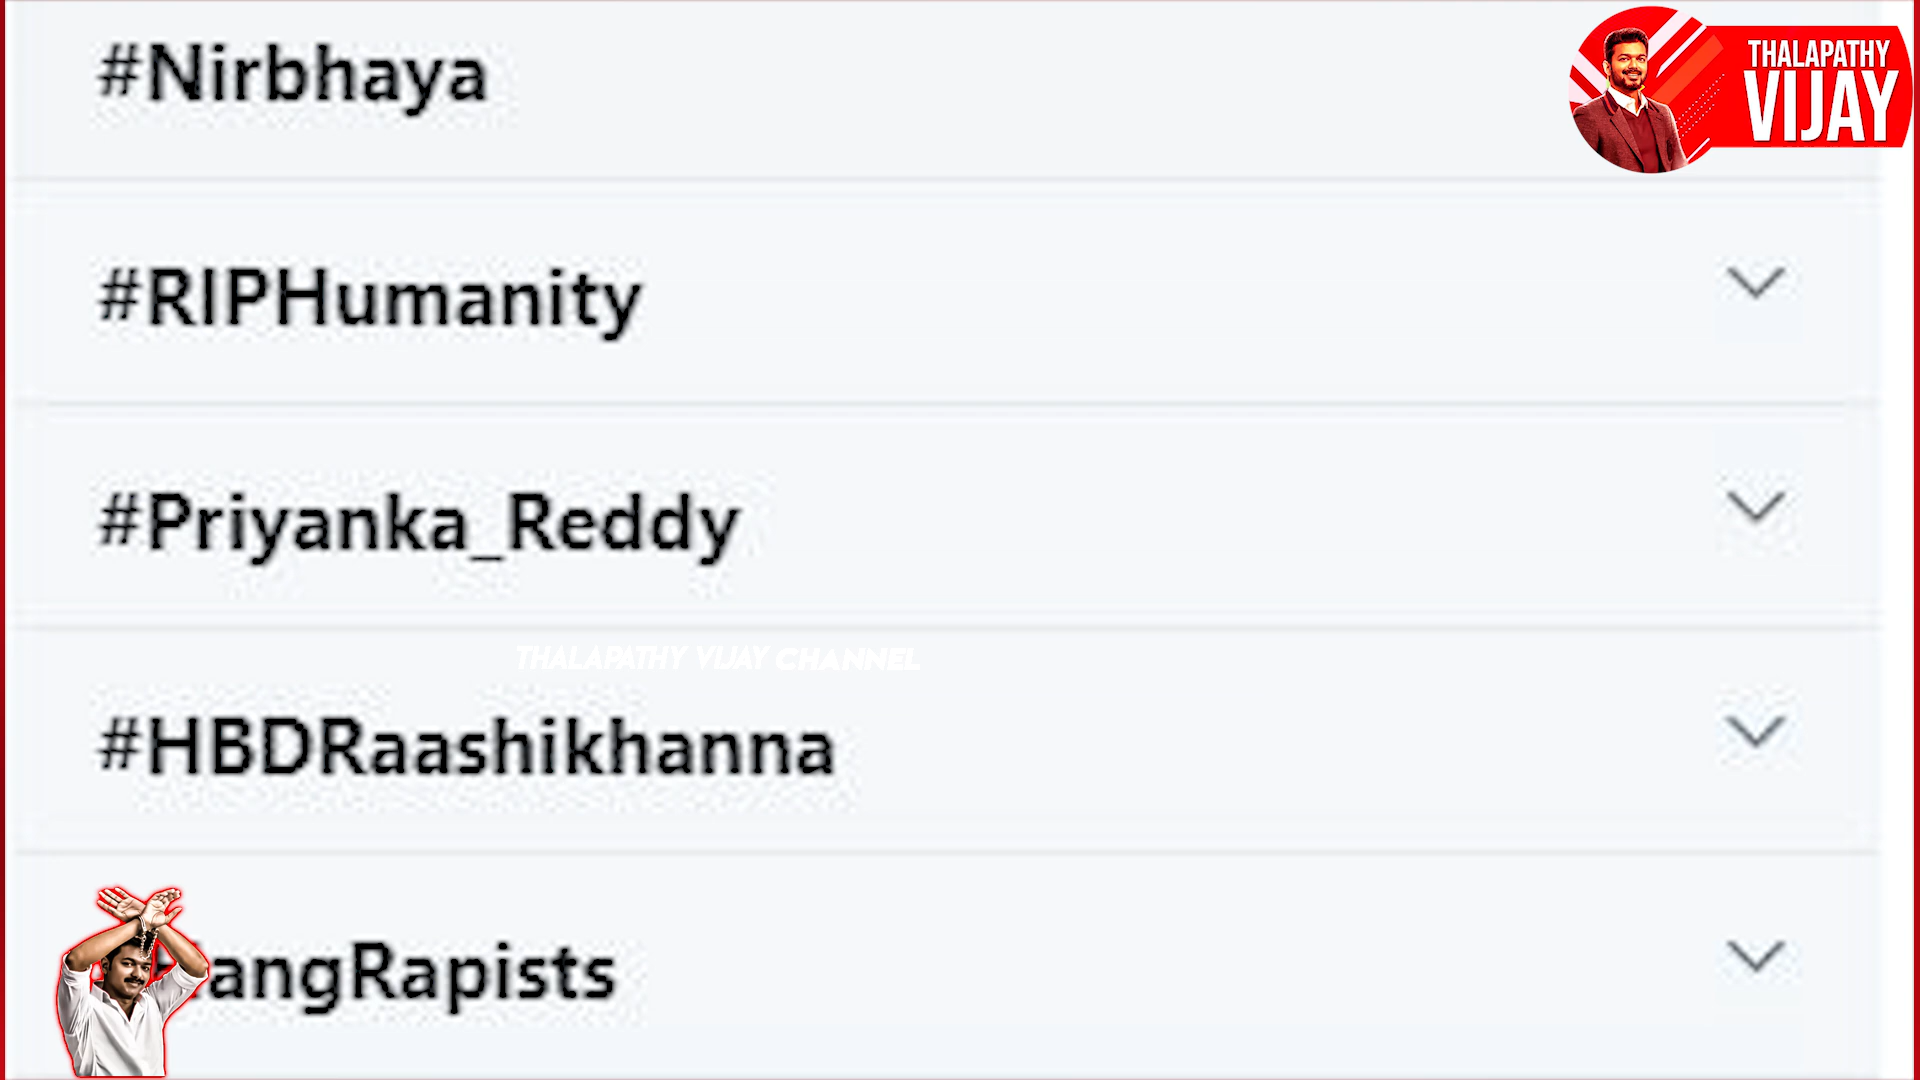 #Nirbhaya
THALAPATHY
VIJAY
#RIPHumanity
#Priyanka_Reddy
THALAPATHY VIJAY CHANNEL
#HBDRaashikhanna
angRapists